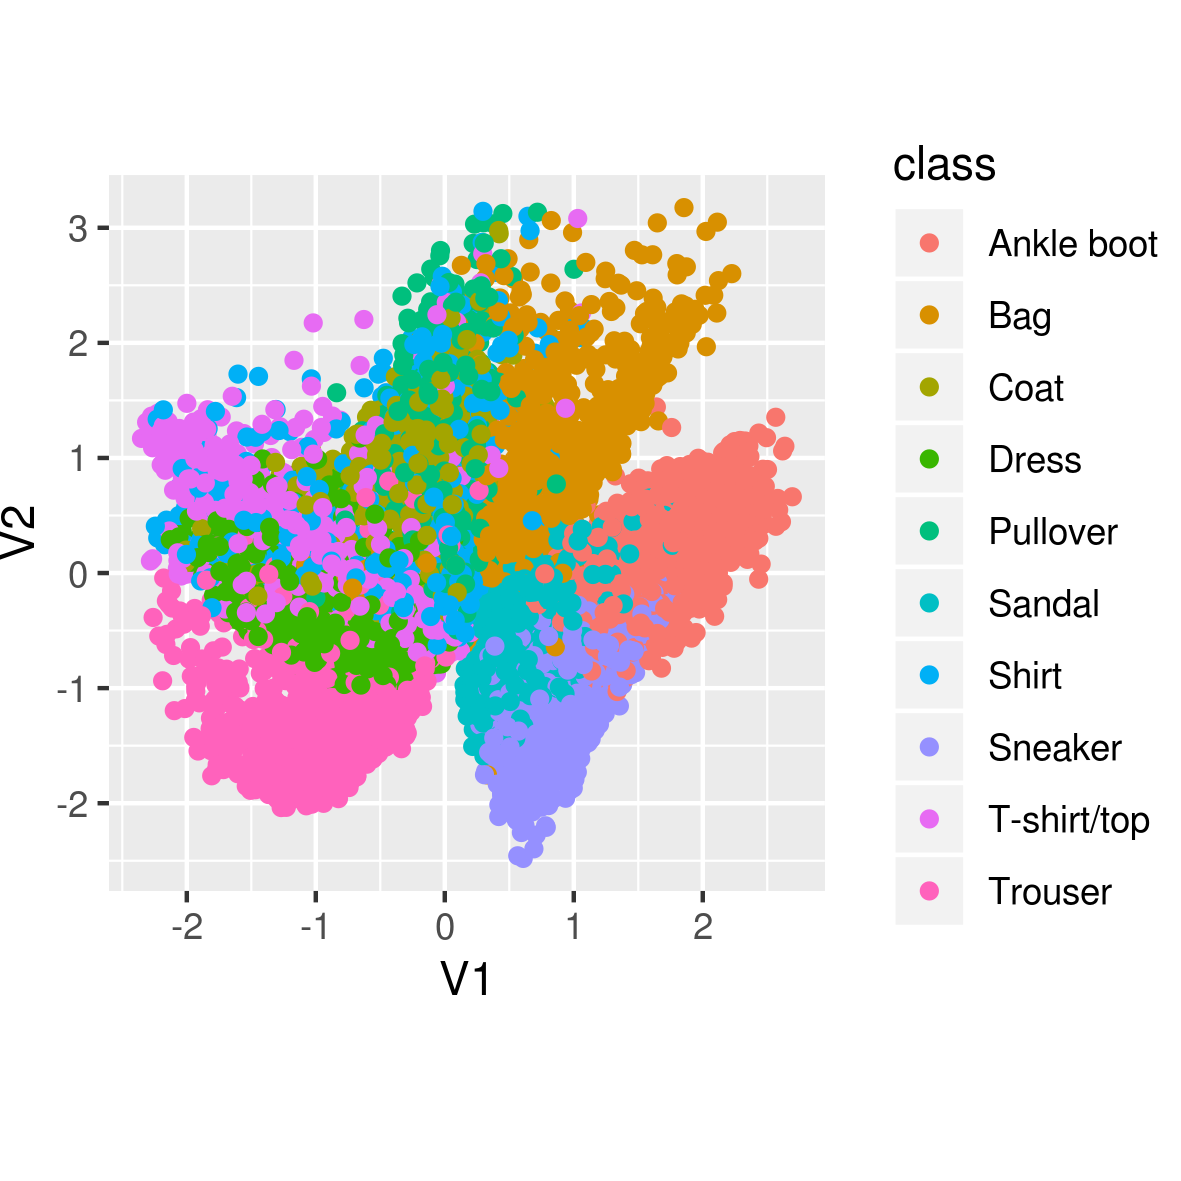 class
Ankle boot
Bag
Coat
Dress
Pullover
Sandal
Shirt
Sneaker
T-shirt/top
Trouser
V2
3
2
1
0
-1
-2
-2 -1 0 1 2
V1